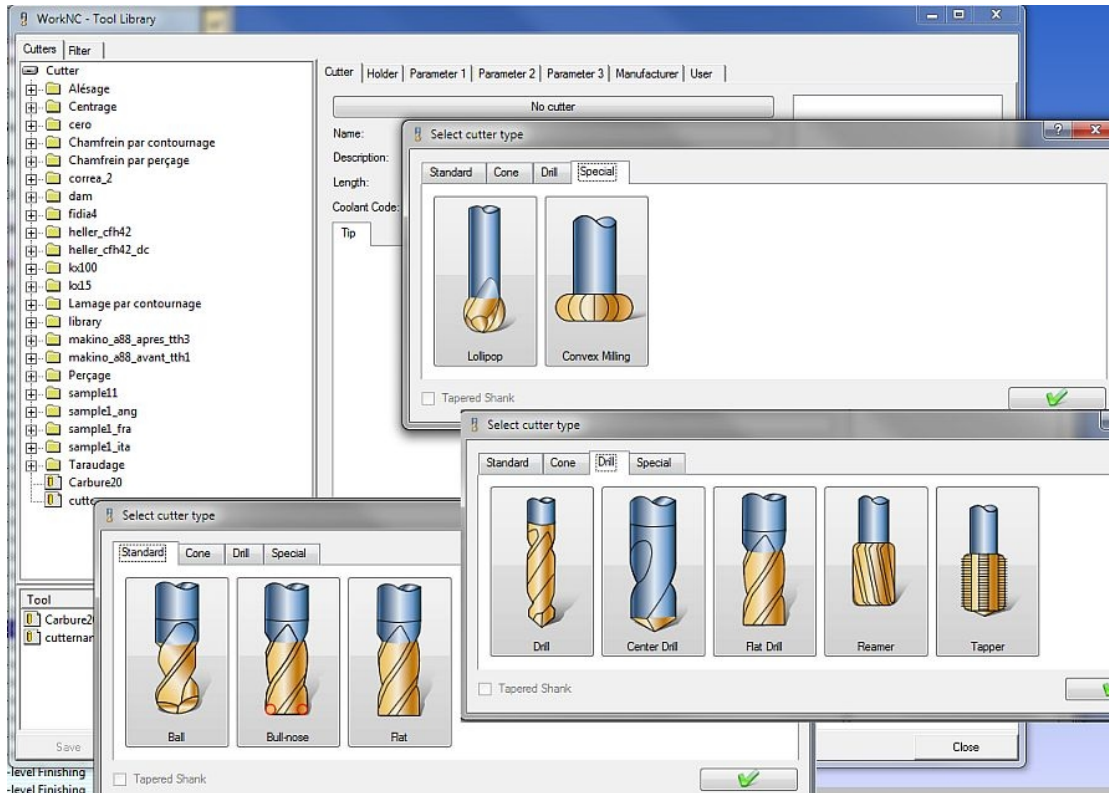 WorkNC - Tool Library
Cutters Filter
Cutter
Alésage
Centrage
cero
Chamfrein par contournage
Chamfrein par perçage
correa_2
dam
fidia4
heller_cfh42
heller_cfh42_dc
kx100
kx15
Lamage par contournage
library
makino_a88_apres_tth3
makino_a88_avant_tth1
Perçage
sample11
sample1_ang
sample1_fra
sample1_ita
Taraudage
Carbure20
Tool
Save
-level Finishing
-level Finishing
Cutter Holder Parameter 1 Parameter 2 Parameter 3 Manufacturer User
No cutter
Name:
Description:
Length:
Coolant Code:
Tip
Select cutter type
Standard Cone Drill Special
Lollipop Convex Milling
Tapered Shank
Select cutter type
Standard Cone Drill Special
Drill Center Drill Flat Drill Reamer Tapper
Tapered Shank
Select cutter type
Standard Cone Drill Special
Ball Bull-nose Flat
Tapered Shank
Close